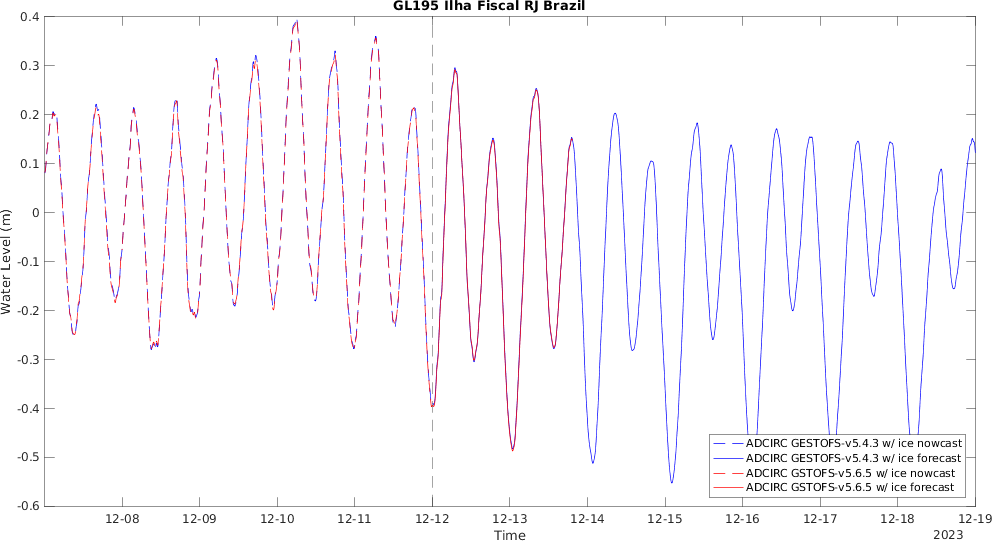 GL195 Ilha Fiscal RJ Brazil
0.4
0.3
0.2
0.1
0
-0.1
-0.2
-0.3
-0.4
-0.5
-0.6
Water Level (m)
ADCIRC GESTOFS-v5.4.3 w/ ice nowcast
ADCIRC GESTOFS-v5.4.3 w/ ice forecast
ADCIRC GSTOFS-v5.6.5 w/ ice nowcast
ADCIRC GSTOFS-v5.6.5 w/ ice forecast
12-08 12-09 12-10 12-11 12-12 12-13 12-14 12-15 12-16 12-17 12-18 12-19
Time
2023